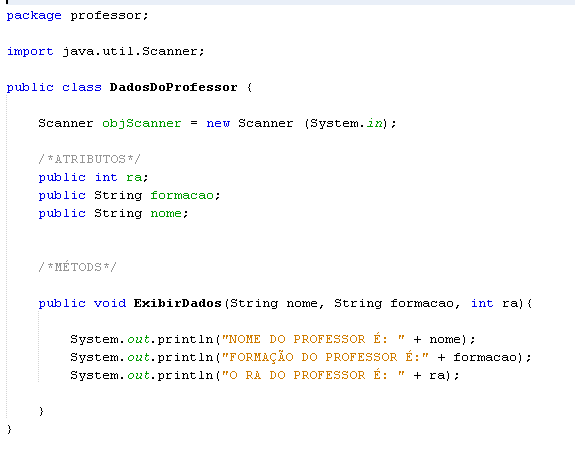 package professor;
import java.util.Scanner;
public class DadosDoProfessor {
Scanner objScanner = new Scanner (System.in);
/*ATRIBUTOS*/
public int ra;
public String formacao;
public String nome;
/*MÉTODS*/
public void ExibirDados(String nome, String formacao, int ra){
System.out.println("NOME DO PROFESSOR É: " + nome);
System.out.println("FORMAÇÃO DO PROFESSOR É:" + formacao);
System.out.println("O RA DO PROFESSOR É: " + ra);
}
}